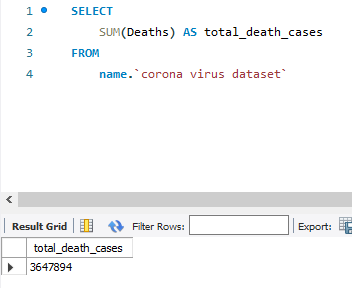 1 SELECT
2 SUM(Deaths) AS total_death_cases
3 FROM
4 name.`corona virus dataset`
Result Grid Filter Rows: Export:
total_death_cases
3647894